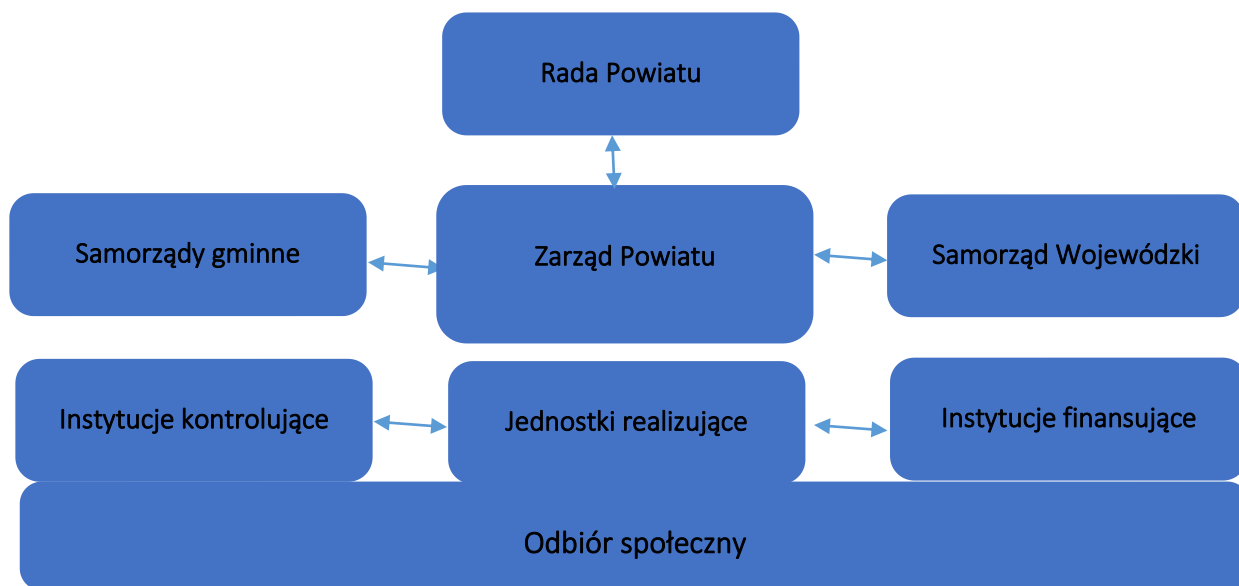 Rada Powiatu
Samorządy gminne
Zarząd Powiatu
Samorząd Wojewódzki
Instytucje kontrolujące
Jednostki realizujące
Instytucje finansujące
Odbiór społeczny